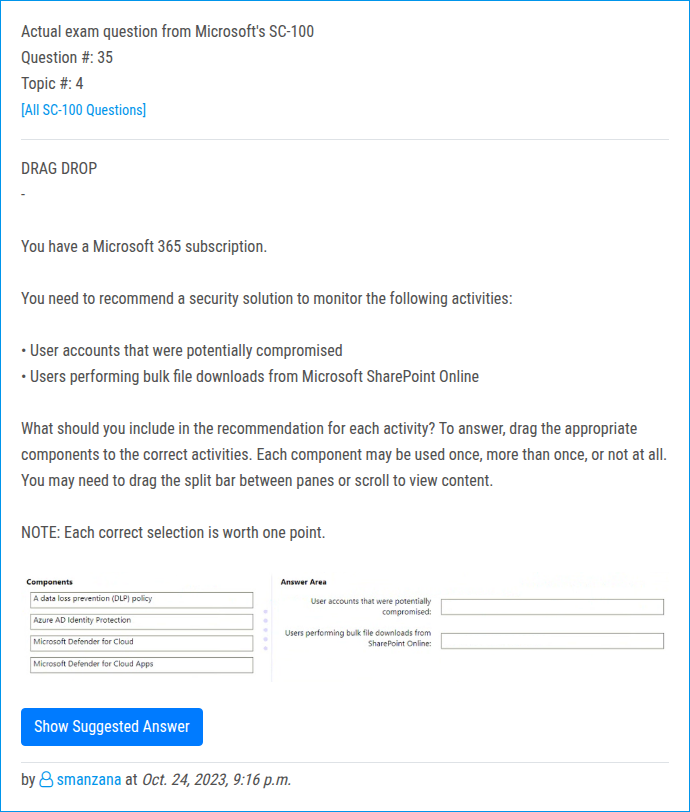 Actual exam question from Microsoft's SC-100
Question #: 35
Topic #: 4
[All SC-100 Questions]
DRAG DROP
-
You have a Microsoft 365 subscription.
You need to recommend a security solution to monitor the following activities:
• User accounts that were potentially compromised
• Users performing bulk file downloads from Microsoft SharePoint Online
What should you include in the recommendation for each activity? To answer, drag the appropriate
components to the correct activities. Each component may be used once, more than once, or not at all.
You may need to drag the split bar between panes or scroll to view content.
NOTE: Each correct selection is worth one point.
Components
A data loss prevention (DLP) policy
Azure AD Identity Protection
Microsoft Defender for Cloud
Microsoft Defender for Cloud Apps
Answer Area
User accounts that were potentially
compromised:
Users performing bulk file downloads from
SharePoint Online:
Show Suggested Answer
by smanzana at Oct. 24, 2023, 9:16 p.m.